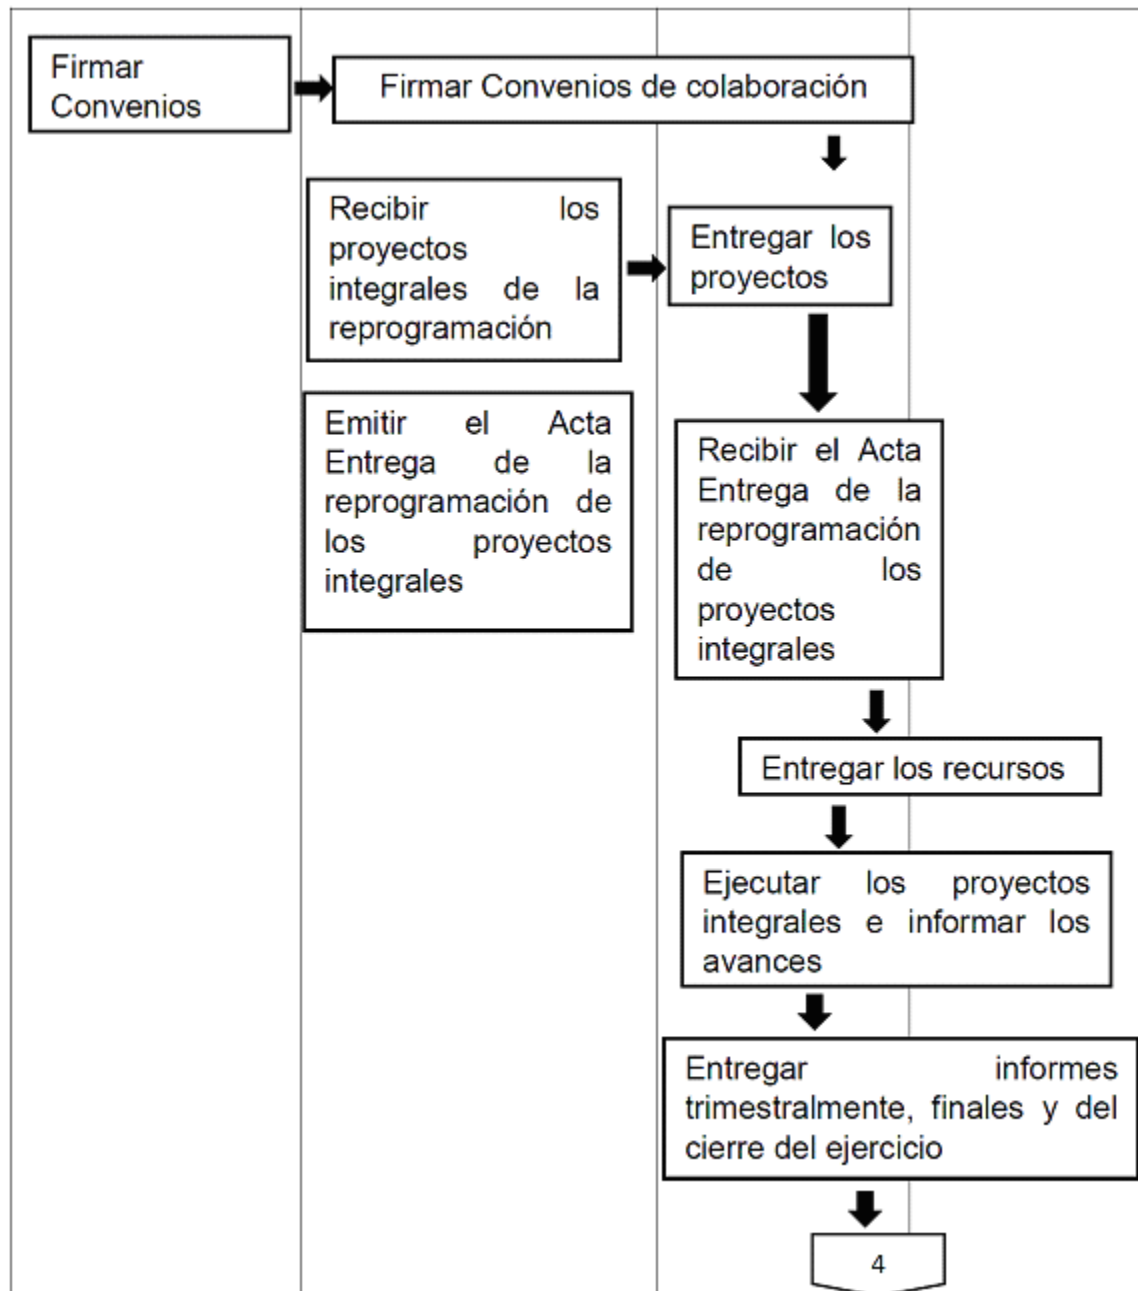 Firmar
Convenios
Firmar Convenios de colaboración
Recibir los
proyectos
integrales de la
reprogramación
Entregar los
proyectos
Emitir el Acta
Entrega de la
reprogramación de
los proyectos
integrales
Recibir el Acta
Entrega de la
reprogramación
de los
proyectos
integrales
Entregar los recursos
Ejecutar los proyectos
integrales e informar los
avances
Entregar informes
trimestralmente, finales y del
cierre del ejercicio
4